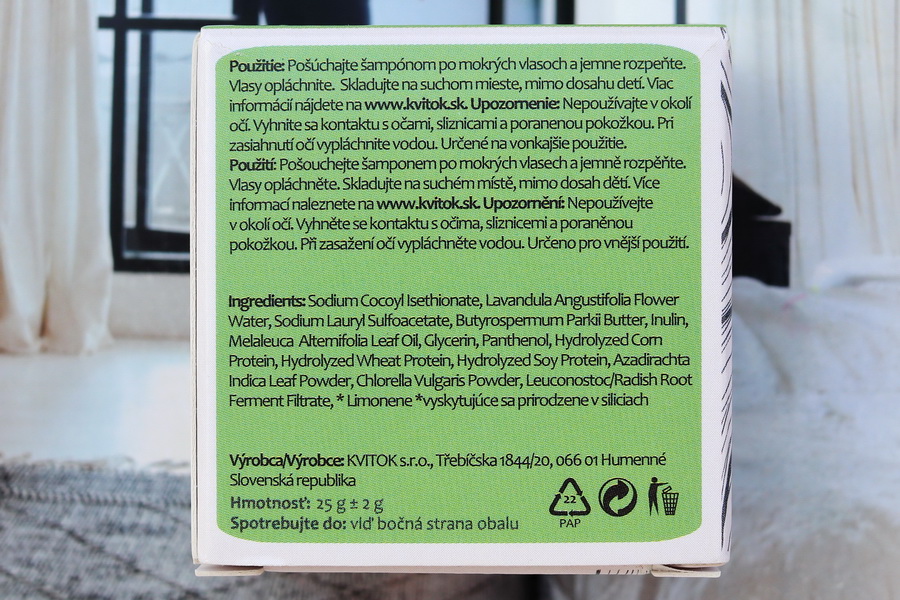 Použitie: Pošúchajte šampónom po mokrých vlasoch a jemne rozpeňte.
Vlasy opláchnite. Skladujte na suchom mieste, mimo dosahu detí. Viac
informácií nájdete na www.kvitok.sk. Upozornenie: Nepoužívajte v okolí
očí. Vyhnite sa kontaktu s očami, sliznicami a poranenou pokožkou. Pri
zasiahnutí očí vypláchnite vodou. Určené na vonkajšie použitie.
Použití: Pošouchejte šamponem po mokrých vlasech a jemně rozpěňte.
Vlasy opláchněte. Skladujte na suchém místě, mimo dosah dětí. Více
informací naleznete na www.kvitok.sk. Upozornění: Nepoužívejte
v okolí očí. Vyhněte se kontaktu s očima, sliznicemi a poraněnou
pokožkou. Při zasažení očí vypláchněte vodou. Určeno pro vnější použití.
Ingredients: Sodium Cocoyl Isethionate, Lavandula Angustifolia Flower
Water, Sodium Lauryl Sulfoacetate, Butyrospermum Parkii Butter, Inulin,
Melaleuca Alternifolia Leaf Oil, Glycerin, Panthenol, Hydrolyzed Corn
Protein, Hydrolyzed Wheat Protein, Hydrolyzed Soy Protein, Azadirachta
Indica Leaf Powder, Chlorella Vulgaris Powder, Leuconostoc/Radish Root
Ferment Filtrate, * Limonene *vyskytujúce sa prirodzene v siliciach
Výrobca/Výrobce: KVITOK s.r.o., Třebíčska 1844/20, 066 01 Humenné
Slovenská republika
Hmotnosť: 25 g ± 2 g
Spotrebujte do: viď bočná strana obalu
22
PAP